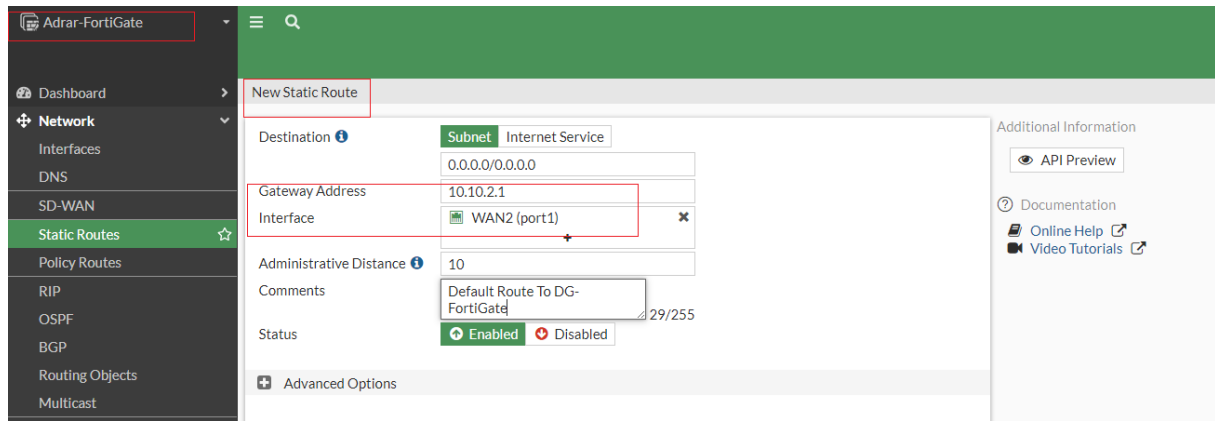 Adrar-FortiGate
Dashboard
Network
Interfaces
DNS
SD-WAN
Static Routes
Policy Routes
RIP
OSPF
BGP
Routing Objects
Multicast
New Static Route
Destination
Subnet Internet Service
0.0.0.0/0.0.0.0
Gateway Address 10.10.2.1
Interface WAN2 (port1)
Administrative Distance 10
Comments Default Route To DG-
FortiGate
29/255
Status Enabled Disabled
Advanced Options
Additional Information
API Preview
Documentation
Online Help
Video Tutorials